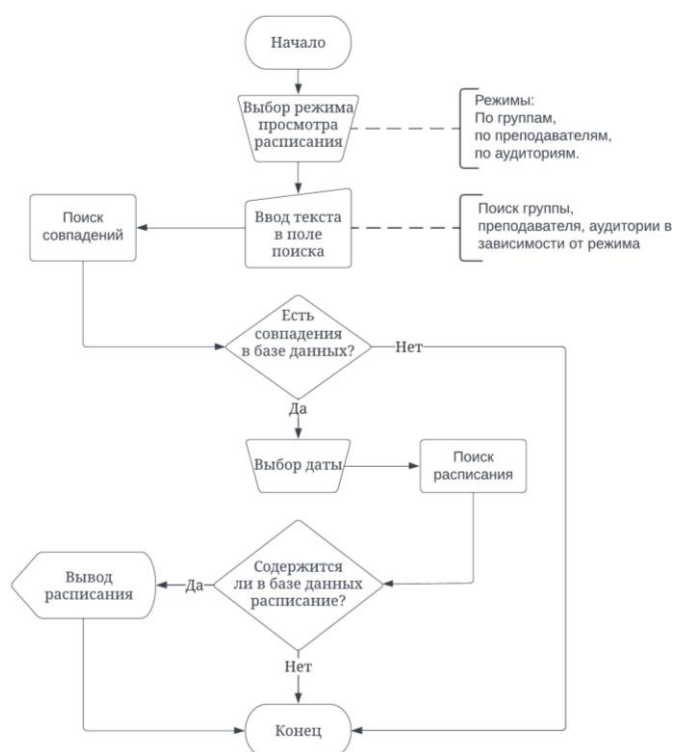 Начало
Выбор режима
просмотра
расписания
Режимы:
По группам,
по преподавателям,
по аудиториям.
Поиск
совпадений
Ввод текста
в поле
поиска
Поиск группы,
преподавателя, аудитории в
зависимости от режима
Есть
совпадения
в базе данных?
Нет
Да
Выбор даты
Поиск
расписания
Содержится
ли в базе данных
расписание?
Да
Вывод
расписания
Нет
Конец